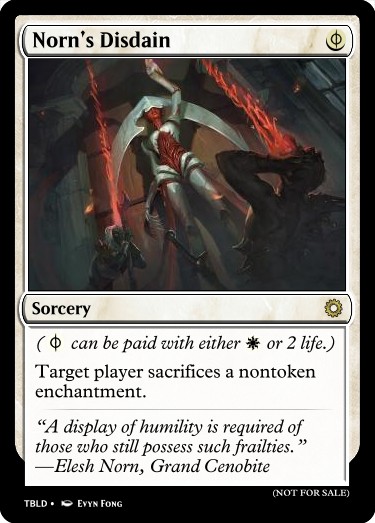 Norn's Disdain
Sorcery
( ⌽ can be paid with either ☀ or 2 life.)
Target player sacrifices a nontoken
enchantment.
“A display of humility is required of
those who still possess such frailties.”
—Elesh Norn, Grand Cenobite
(NOT FOR SALE)
TBLD • Evyn Fong